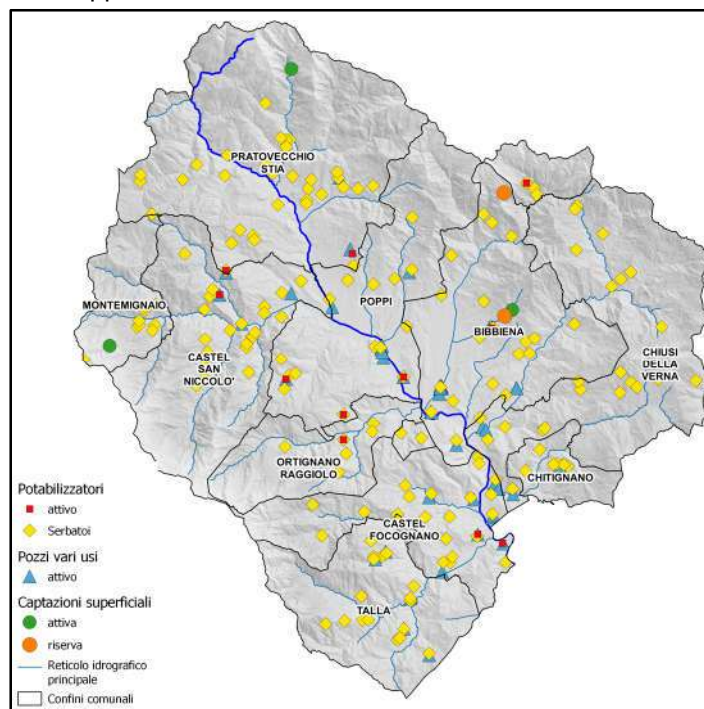 PRATOVECCHIO
STIA
MONTEMIGNAIO
POPPI
BIBBIENA
CASTEL
SAN
NICCOLO'
CHIUSI
DELLA
VERNA
ORTIGNANO
RAGGIOLO
CHITIGNANO
CASTEL
FOCOGNANO
TALLA
Potabilizzatori
attivo
Serbatoi
Pozzi vari usi
attivo
Captazioni superficiali
attiva
riserva
Reticolo idrografico
principale
Confini comunali